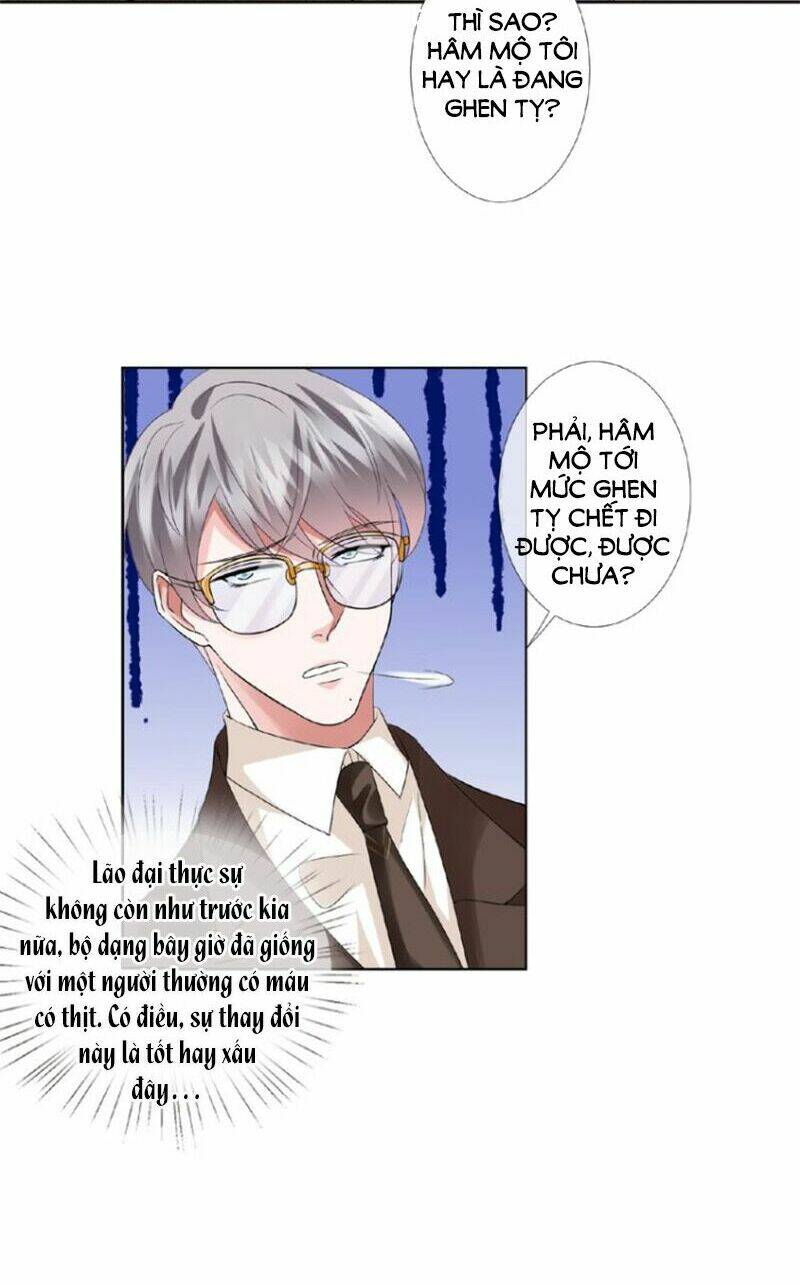 THÌ SAO?
HÂM MỘ TÔI
HAY LÀ ĐANG
GHEN TỴ?
PHẢI, HÂM
MỘ TỚI
MỨC GHEN
TỴ CHẾT ĐI
ĐƯỢC, ĐƯỢC
CHƯA?
Lão đại thực sự
không còn như trước kia
nữa, bộ dạng bây giờ đã giống
với một người thường có máu
có thịt. Có điều, sự thay đổi
này là tốt hay xấu
đây...